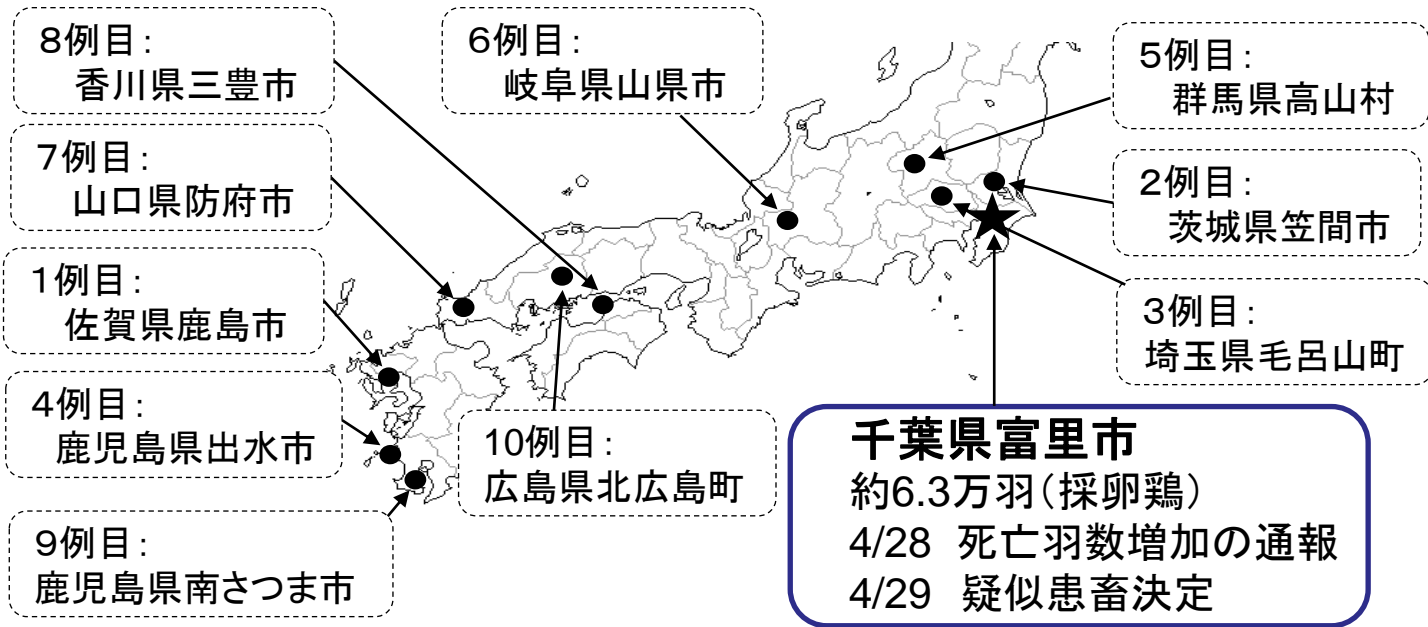 8例目：
香川県三豊市
6例目：
岐阜県山県市
5例目：
群馬県高山村
7例目：
山口県防府市
2例目：
茨城県笠間市
1例目：
佐賀県鹿島市
3例目：
埼玉県毛呂山町
4例目：
鹿児島県出水市
10例目：
広島県北広島町
9例目：
鹿児島県南さつま市
千葉県富里市
約6.3万羽（採卵鶏）
4/28 死亡羽数増加の通報
4/29 疑似患畜決定